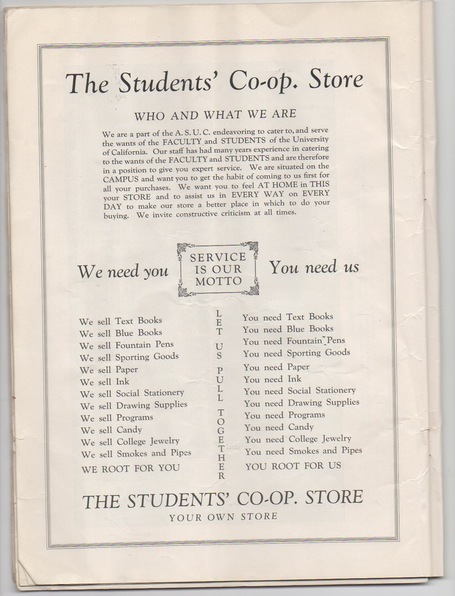 The Students' Co-op. Store
WHO AND WHAT WE ARE
We are a part of the A. S. U. C. endeavoring to cater to, and serve
the wants of the FACULTY and STUDENTS of the University
of California. Our staff has had many years experience in catering
to the wants of the FACULTY and STUDENTS and are therefore
in a position to give you expert service. We are situated on the
CAMPUS and want you to get the habit of coming to us first for
all your purchases. We want you to feel AT HOME in THIS
your STORE and to assist us in EVERY WAY on EVERY
DAY to make our store a better place in which to do your
buying. We invite constructive criticism at all times.
We need you
SERVICE
IS OUR
MOTTO
You need us
We sell Text Books
We sell Blue Books
We sell Fountain Pens
We sell Sporting Goods
We sell Paper
We sell Ink
We sell Social Stationery
We sell Drawing Supplies
We sell Programs
We sell Candy
We sell College Jewelry
We sell Smokes and Pipes
WE ROOT FOR YOU
LET US PULL TOGETHER
You need Text Books
You need Blue Books
You need Fountain Pens
You need Sporting Goods
You need Paper
You need Ink
You need Social Stationery
You need Drawing Supplies
You need Programs
You need Candy
You need College Jewelry
You need Smokes and Pipes
YOU ROOT FOR US
THE STUDENTS' CO-OP. STORE
YOUR OWN STORE